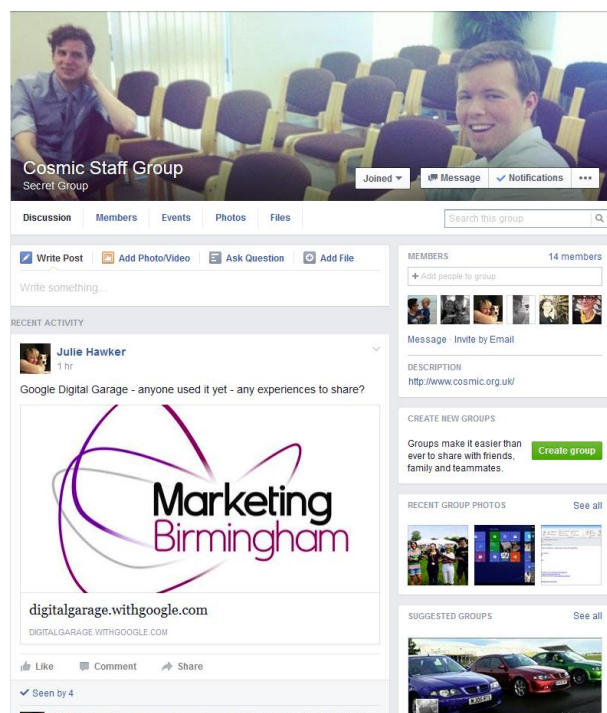 Cosmic Staff Group
Secret Group
Joined
Message
Notifications
Discussion
Members
Events
Photos
Files
Search this group
Write Post
Add Photo/Video
Ask Question
Add File
Write something...
RECENT ACTIVITY
Julie Hawker
1 hr
Google Digital Garage - anyone used it yet - any experiences to share?
Marketing
Birmingham
digitalgarage.withgoogle.com
DIGITALGARAGE.WITHGOOGLE.COM
Like
Comment
Share
Seen by 4
MEMBERS
14 members
+ Add people to group
Message · Invite by Email
DESCRIPTION
http://www.cosmic.org.uk/
CREATE NEW GROUPS
Groups make it easier than
ever to share with friends,
family and teammates.
Create group
RECENT GROUP PHOTOS
See all
SUGGESTED GROUPS
See all